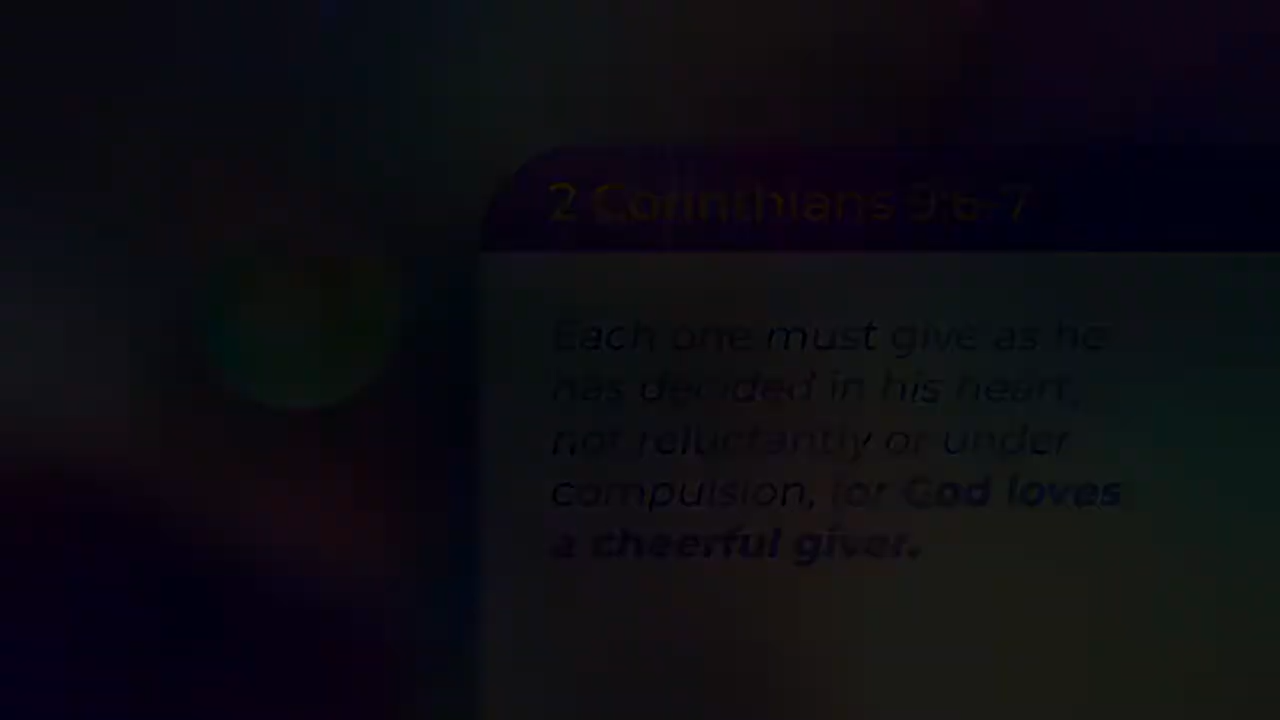 2 Corinthians 9:6-7
Each one must give as he
has decided in his heart,
not reluctantly or under
compulsion, for God loves
a cheerful giver.